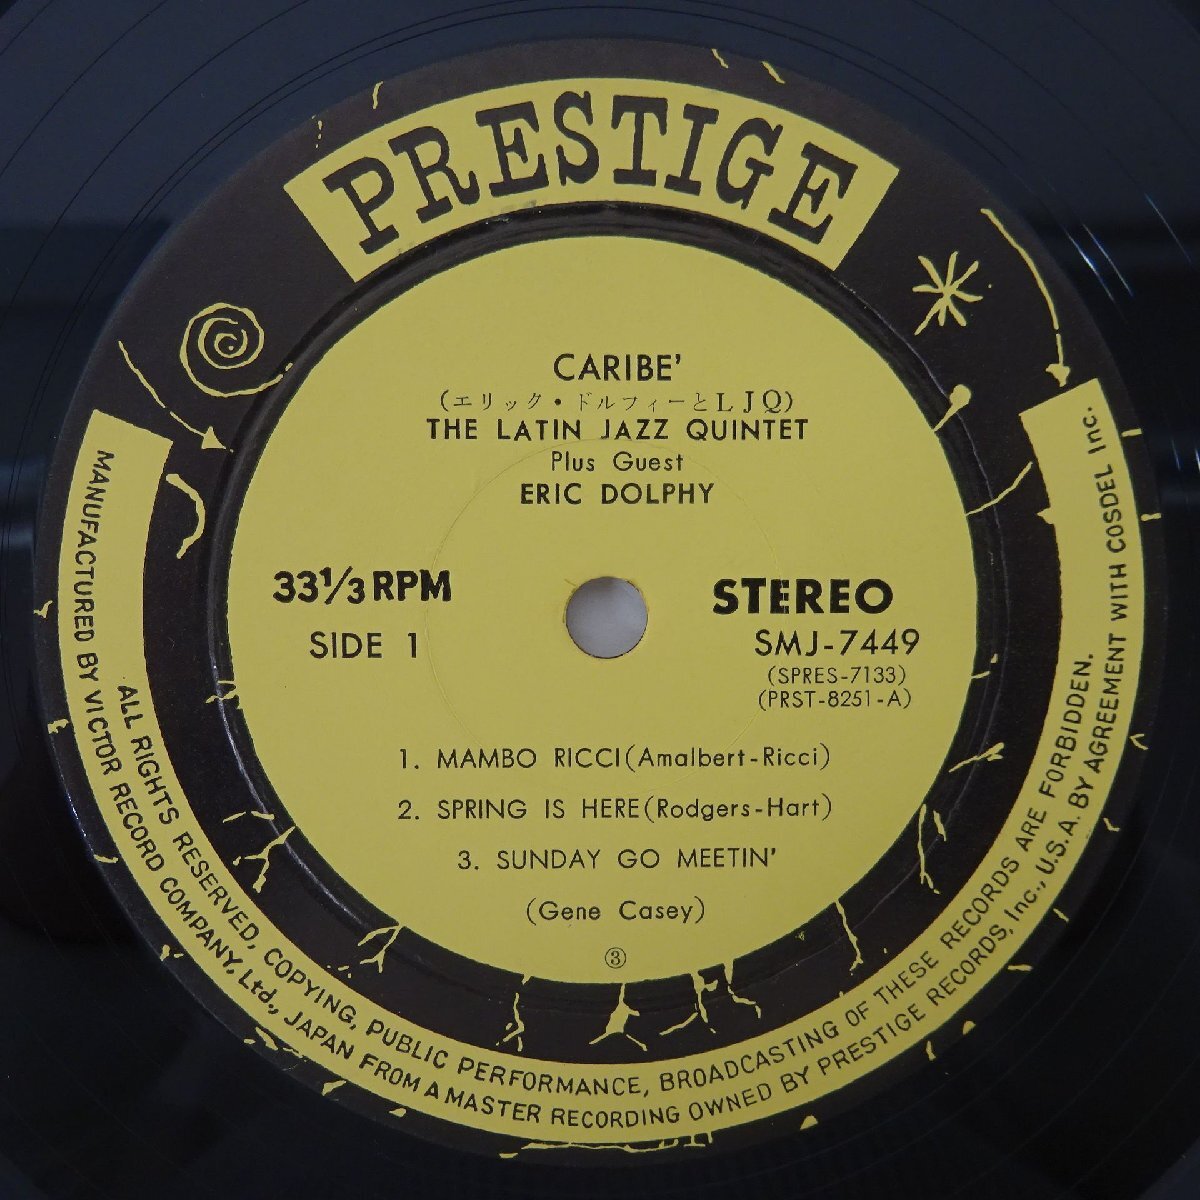 PRESTIGE
CARIBE'
(エリック・ドルフィーとLJQ)
THE LATIN JAZZ QUINTET
Plus Guest
ERIC DOLPHY
33 1/3 RPM
SIDE 1
STEREO
SMJ-7449
(SPRES-7133)
(PRST-8251-A)
1. MAMBO RICCI (Amalbert-Ricci)
2. SPRING IS HERE (Rodgers-Hart)
3. SUNDAY GO MEETIN'
(Gene Casey)
③
ALL RIGHTS RESERVED, COPYING, PUBLIC PERFORMANCE, BROADCASTING OF THESE RECORDS ARE FORBIDDEN.
MANUFACTURED BY VICTOR RECORD COMPANY, Ltd., JAPAN FROM A MASTER RECORDING OWNED BY PRESTIGE RECORDS, Inc., U.S.A. BY AGREEMENT WITH COSDEL Inc.